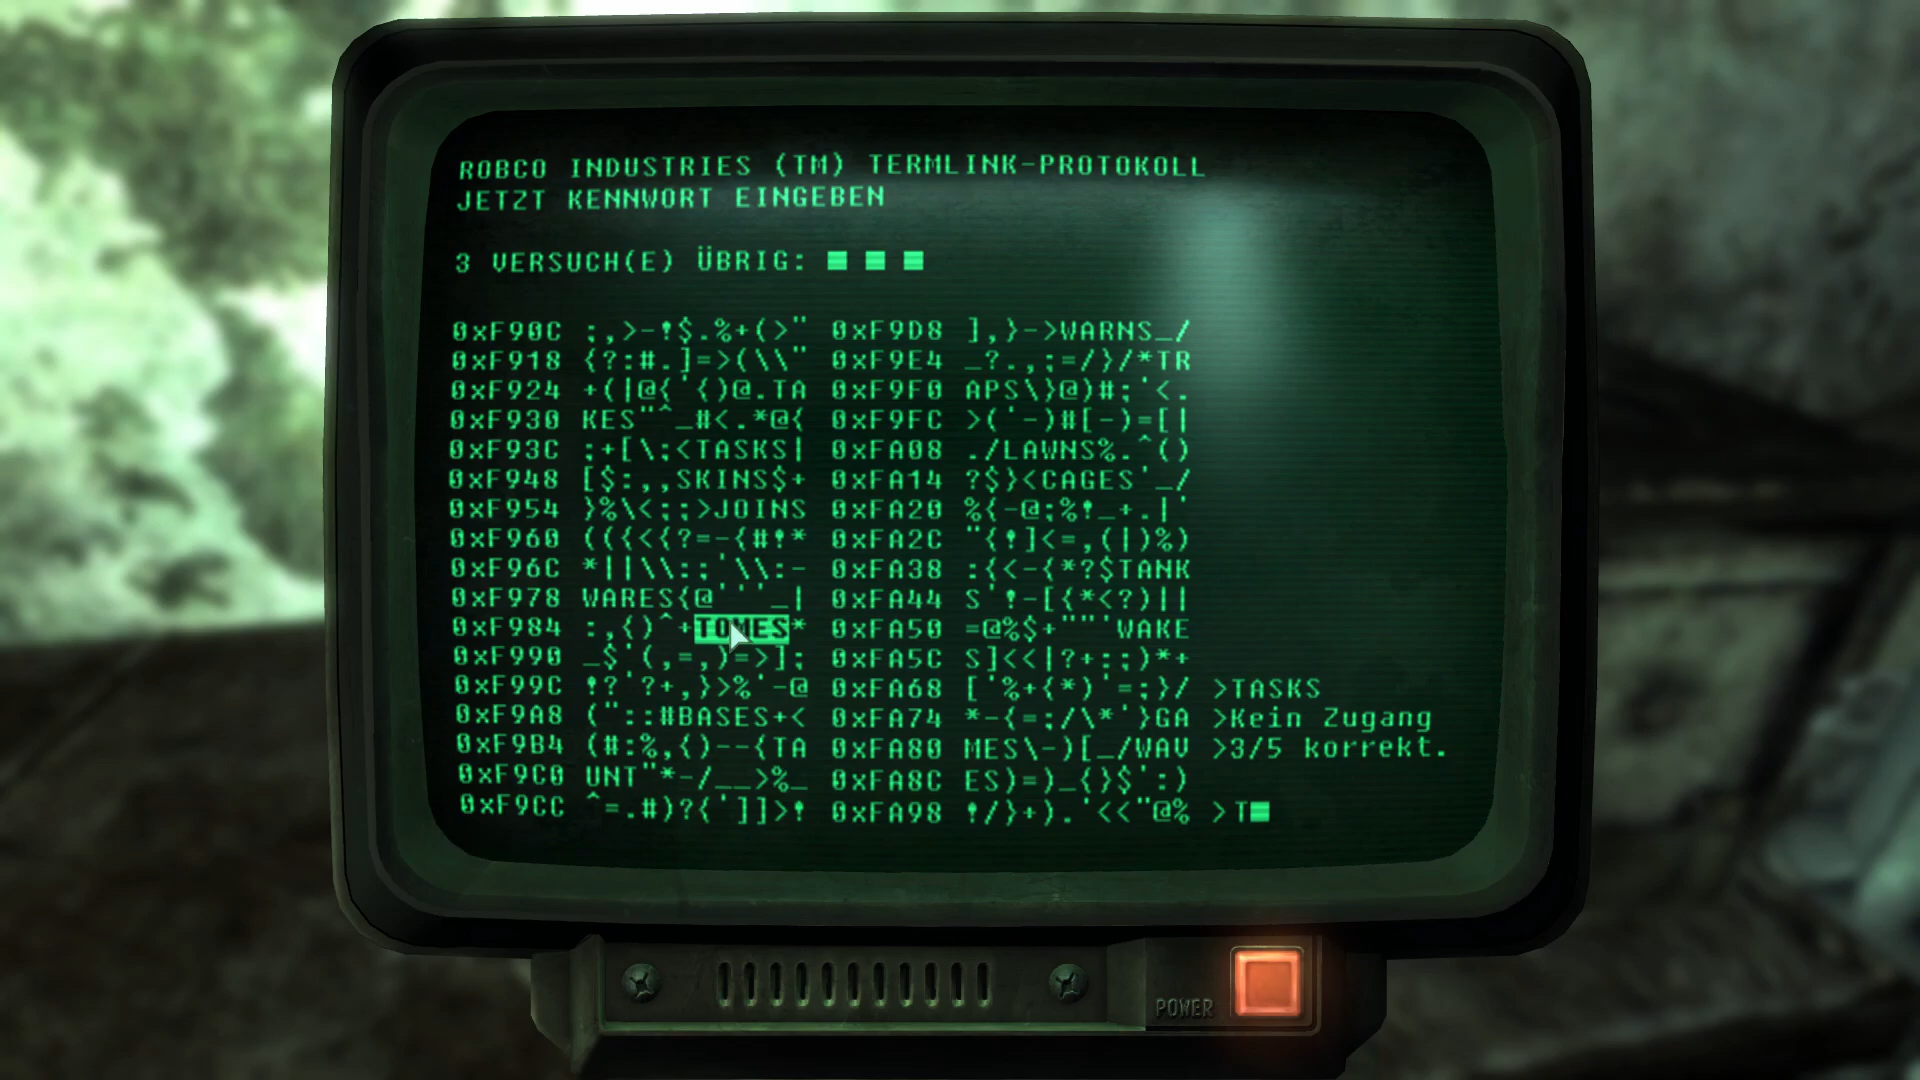 ROBCO INDUSTRIES (TM) TERMLINK-PROTOKOLL
JETZT KENNWORT EINGEBEN
3 VERSUCH(E) ÜBRIG: ■ ■ ■
0xF90C :,>-!$.%+(>" 0xF9D8 ],}->WARNS_/
0xF918 {?:#.]=>(\\" 0xF9E4 _?.,;=/}/*TR
0xF924 +(|@{'{)@.TA 0xF9F0 APS\}@)#;'<.
0xF930 KES"^_#<.*@{ 0xF9FC >('-)#[-)=[|
0xF93C ;+[\;<TASKS| 0xFA08 ./LAWNS%.^()
0xF948 [$:,,SKINS$+ 0xFA14 ?$}<CAGES'_/
0xF954 }%\<;:>JOINS 0xFA20 %{-@;%!_+.|'
0xF960 (({<{?=-{#!* 0xFA2C "{!]<=,(|)%)
0xF96C *||\\:;'\\:- 0xFA38 :{<-{*?$TANK
0xF978 WARES{@'''_| 0xFA44 S'!-[{*<?)||
0xF984 :,{)^+TOMES* 0xFA50 =@%$+""'WAKE
0xF990 _$'(,=,)=>]; 0xFA5C S]<<|?+:;)*+
0xF99C !?'?+,}>%'-@ 0xFA68 ['%+{*)'=;}/ >TASKS
0xF9A8 ("::#BASES+< 0xFA74 *-{=;/\*'}GA >Kein Zugang
0xF9B4 (#:%,{)--{TA 0xFA80 MES\-)[_/WAV >3/5 korrekt.
0xF9C0 UNT"*-/__>%_ 0xFA8C ES)=)_{}$':)
0xF9CC ^=.#)?{']]>! 0xFA98 !/}+).'<<"@% >T■
POWER